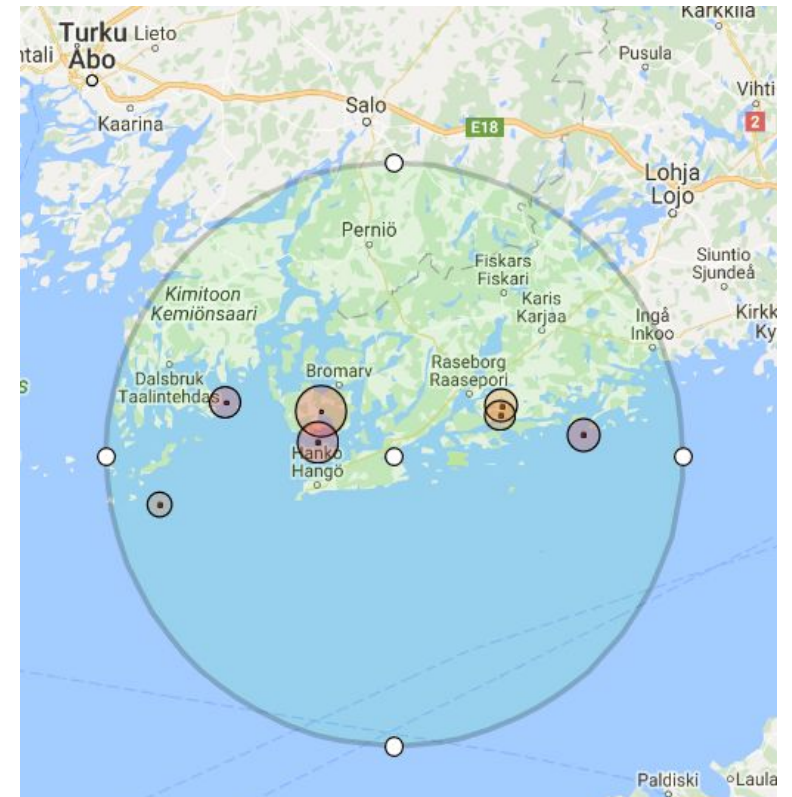 Karkkila
Turku Lieto
Åbo
ntali
Pusula
Vihti
Kaarina
Salo
E18
2
Lohja
Lojo
Perniö
Fiskars
Fiskari
Siuntio
Sjundeå
Kimitoon
Kemiönsaari
Karis
Karjaa
Ingå
Inkoo
Kirkk
Ky
Dalsbruk
Taalintehdas
Bromarv
Raseborg
Raasepori
s
Hanko
Hangö
Paldiski
Laula